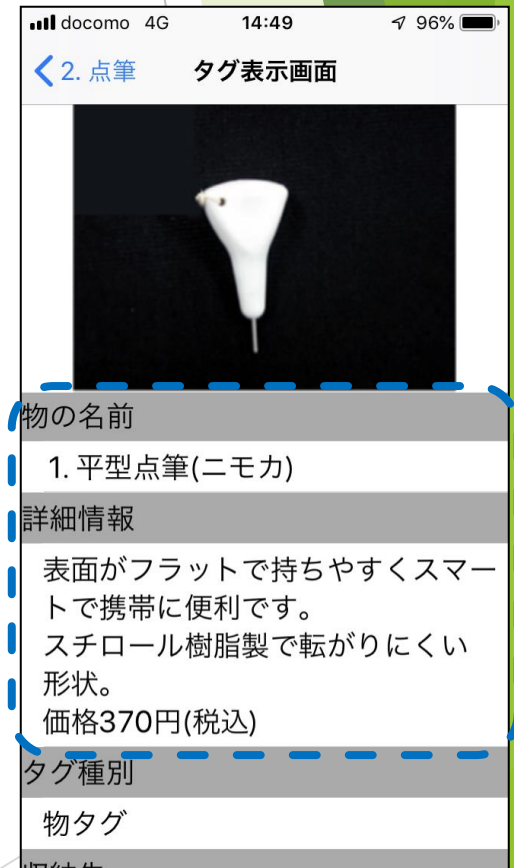 docomo 4G 14:49 96%
2. 点筆 タグ表示画面
物の名前
1. 平型点筆(ニモカ)
詳細情報
表面がフラットで持ちやすくスマー
トで携帯に便利です。
スチロール樹脂製で転がりにくい
形状。
価格370円(税込)
タグ種別
物タグ